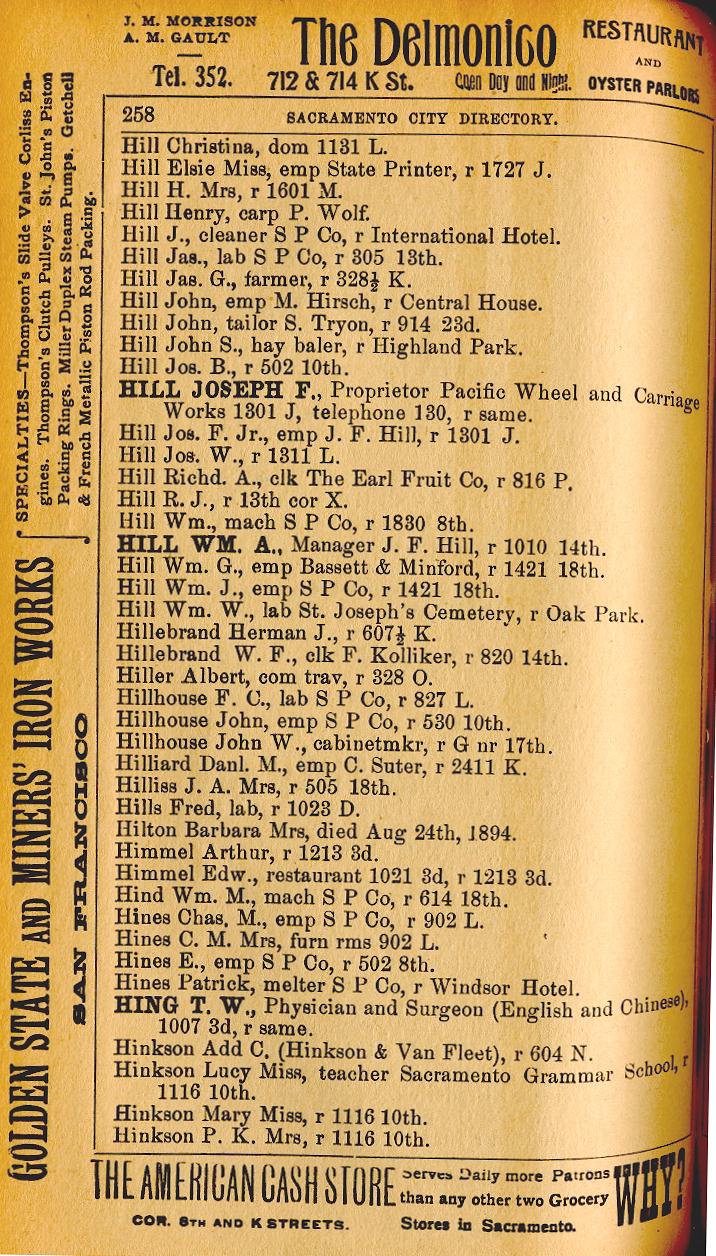 J. M. MORRISON
A. M. GAULT
Tel. 352.
The Delmonico
712 & 714 K St. Open Day and Night.
RESTAURANT
AND
OYSTER PARLORS
258 SACRAMENTO CITY DIRECTORY.
Hill Christina, dom 1131 L.
Hill Elsie Miss, emp State Printer, r 1727 J.
Hill H. Mrs, r 1601 M.
Hill Henry, carp P. Wolf.
Hill J., cleaner S P Co, r International Hotel.
Hill Jas., lab S P Co, r 305 13th.
Hill Jas. G., farmer, r 328½ K.
Hill John, emp M. Hirsch, r Central House.
Hill John, tailor S. Tryon, r 914 23d.
Hill John S., hay baler, r Highland Park.
Hill Jos. B., r 502 10th.
HILL JOSEPH F., Proprietor Pacific Wheel and Carriage
Works 1301 J, telephone 130, r same.
Hill Jos. F. Jr., emp J. F. Hill, r 1301 J.
Hill Jos. W., r 1311 L.
Hill Richd. A., clk The Earl Fruit Co, r 816 P.
Hill R. J., r 13th cor X.
Hill Wm., mach S P Co, r 1830 8th.
HILL WM. A., Manager J. F. Hill, r 1010 14th.
Hill Wm. G., emp Bassett & Minford, r 1421 18th.
Hill Wm. J., emp S P Co, r 1421 18th.
Hill Wm. W., lab St. Joseph's Cemetery, r Oak Park.
Hillebrand Herman J., r 607½ K.
Hillebrand W. F., clk F. Kolliker, r 820 14th.
Hiller Albert, com trav, r 328 O.
Hillhouse F. C., lab S P Co, r 827 L.
Hillhouse John, emp S P Co, r 530 10th.
Hillhouse John W., cabinetmkr, r G nr 17th.
Hilliard Danl. M., emp C. Suter, r 2411 K.
Hilliss J. A. Mrs, r 505 18th.
Hills Fred, lab, r 1023 D.
Hilton Barbara Mrs, died Aug 24th, 1894.
Himmel Arthur, r 1213 3d.
Himmel Edw., restaurant 1021 3d, r 1213 3d.
Hind Wm. M., mach S P Co, r 614 18th.
Hines Chas. M., emp S P Co, r 902 L.
Hines C. M. Mrs, furn rms 902 L.
Hines E., emp S P Co, r 502 8th.
Hines Patrick, melter S P Co, r Windsor Hotel.
HING T. W., Physician and Surgeon (English and Chinese),
1007 3d, r same.
Hinkson Add C. (Hinkson & Van Fleet), r 604 N.
Hinkson Lucy Miss, teacher Sacramento Grammar School, r
1116 10th.
Hinkson Mary Miss, r 1116 10th.
Hinkson P. K. Mrs, r 1116 10th.
GOLDEN STATE AND MINERS' IRON WORKS
SAN FRANCISCO
SPECIALTIES—Thompson's Slide Valve Corliss En-
gines. Thompson's Clutch Pulleys. St. John's Piston
Packing Rings. Miller Duplex Steam Pumps. Getchell
& French Metallic Piston Rod Packing.
THE AMERICAN CASH STORE
COR. 8TH AND K STREETS.
Serves Daily more Patrons
than any other two Grocery
Stores in Sacramento.
WHY?